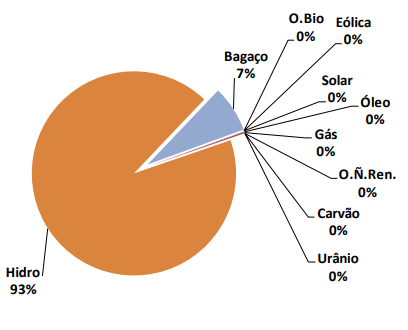 O.Bio
0%
Eólica
0%
Bagaço
7%
Solar
0%
Óleo
0%
Gás
0%
O.Ñ.Ren.
0%
Carvão
0%
Urânio
0%
Hidro
93%